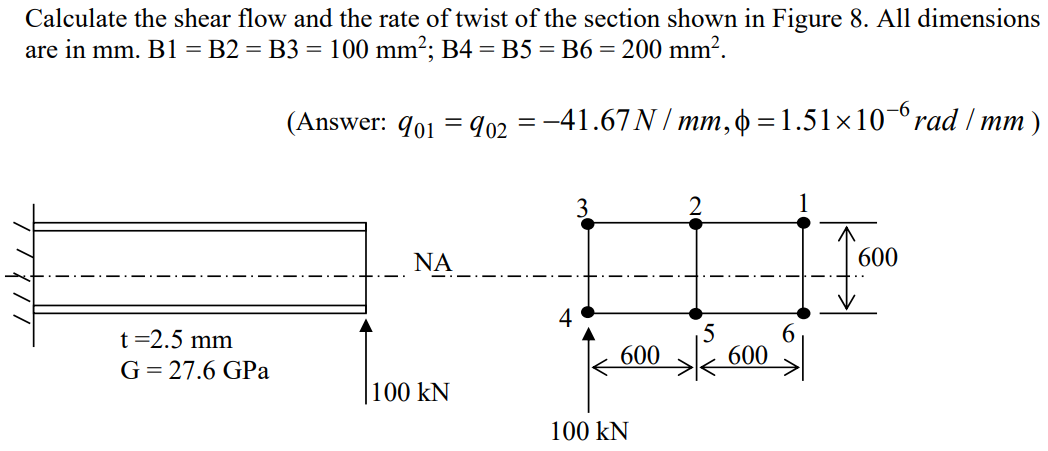 Calculate the shear flow and the rate of twist of the section shown in Figure 8. All dimensions
are in mm. B1 = B2 = B3 = 100 mm²; B4 = B5 = B6 = 200 mm².
(Answer: q₀₁ = q₀₂ = −41.67 N / mm, ϕ = 1.51×10⁻⁶ rad / mm )
3
2
1
NA
600
4
5
6
t =2.5 mm
G = 27.6 GPa
600
600
100 kN
100 kN